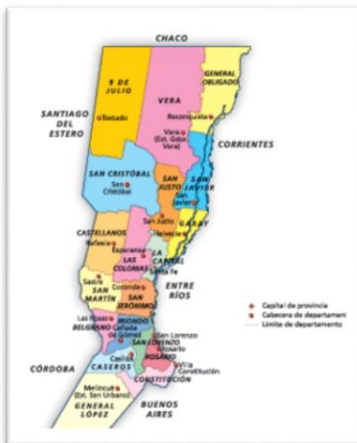 CHACO
9 DE
JULIO
Tostado
VERA
GENERAL
OBLIGADO
Reconquista
Vera
(Est. Gdor.
Vera)
SANTIAGO
DEL
ESTERO
CORRIENTES
SAN CRISTÓBAL
San
Cristóbal
SAN
JUSTO
SAN
JAVIER
San
Javier
San Justo
GARAY
Helvecia
CASTELLANOS
Rafaela
Esperanza
LAS
COLONIAS
LA
CAPITAL
Santa Fe
ENTRE
RÍOS
Sastre
SAN
MARTÍN
Coronda
SAN
JERÓNIMO
Las Rosas
BELGRANO
IRIONDO
Cañada
de Gómez
San Lorenzo
SAN LORENZO
Rosario
ROSARIO
Casilda
CASEROS
Villa
Constitución
CONSTITUCIÓN
CÓRDOBA
Melincué
(Est. San Urbano)
GENERAL
LÓPEZ
BUENOS
AIRES
Capital de provincia
Cabecera de departament
Límite de departamento